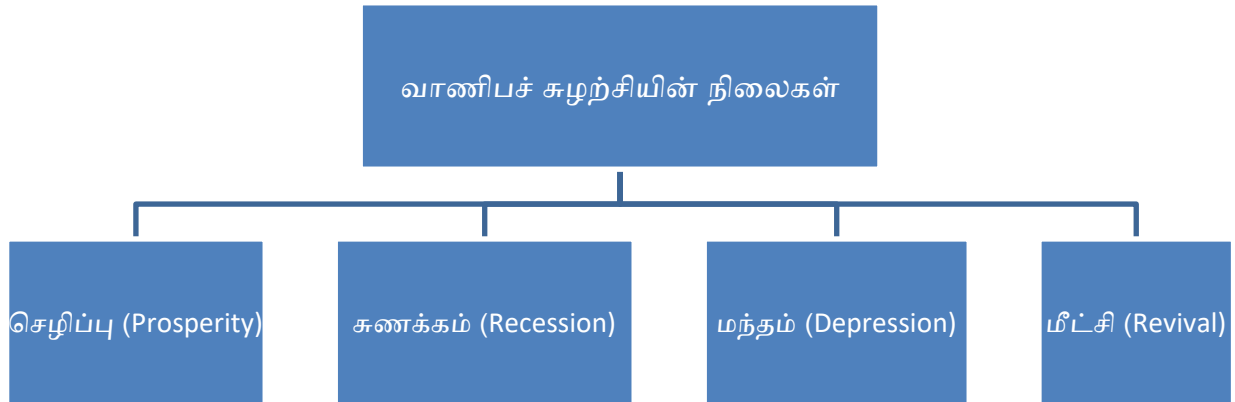 வாணிபச் சுழற்சியின் நிலைகள்
செழிப்பு (Prosperity)
சுணக்கம் (Recession)
மந்தம் (Depression)
மீட்சி (Revival)